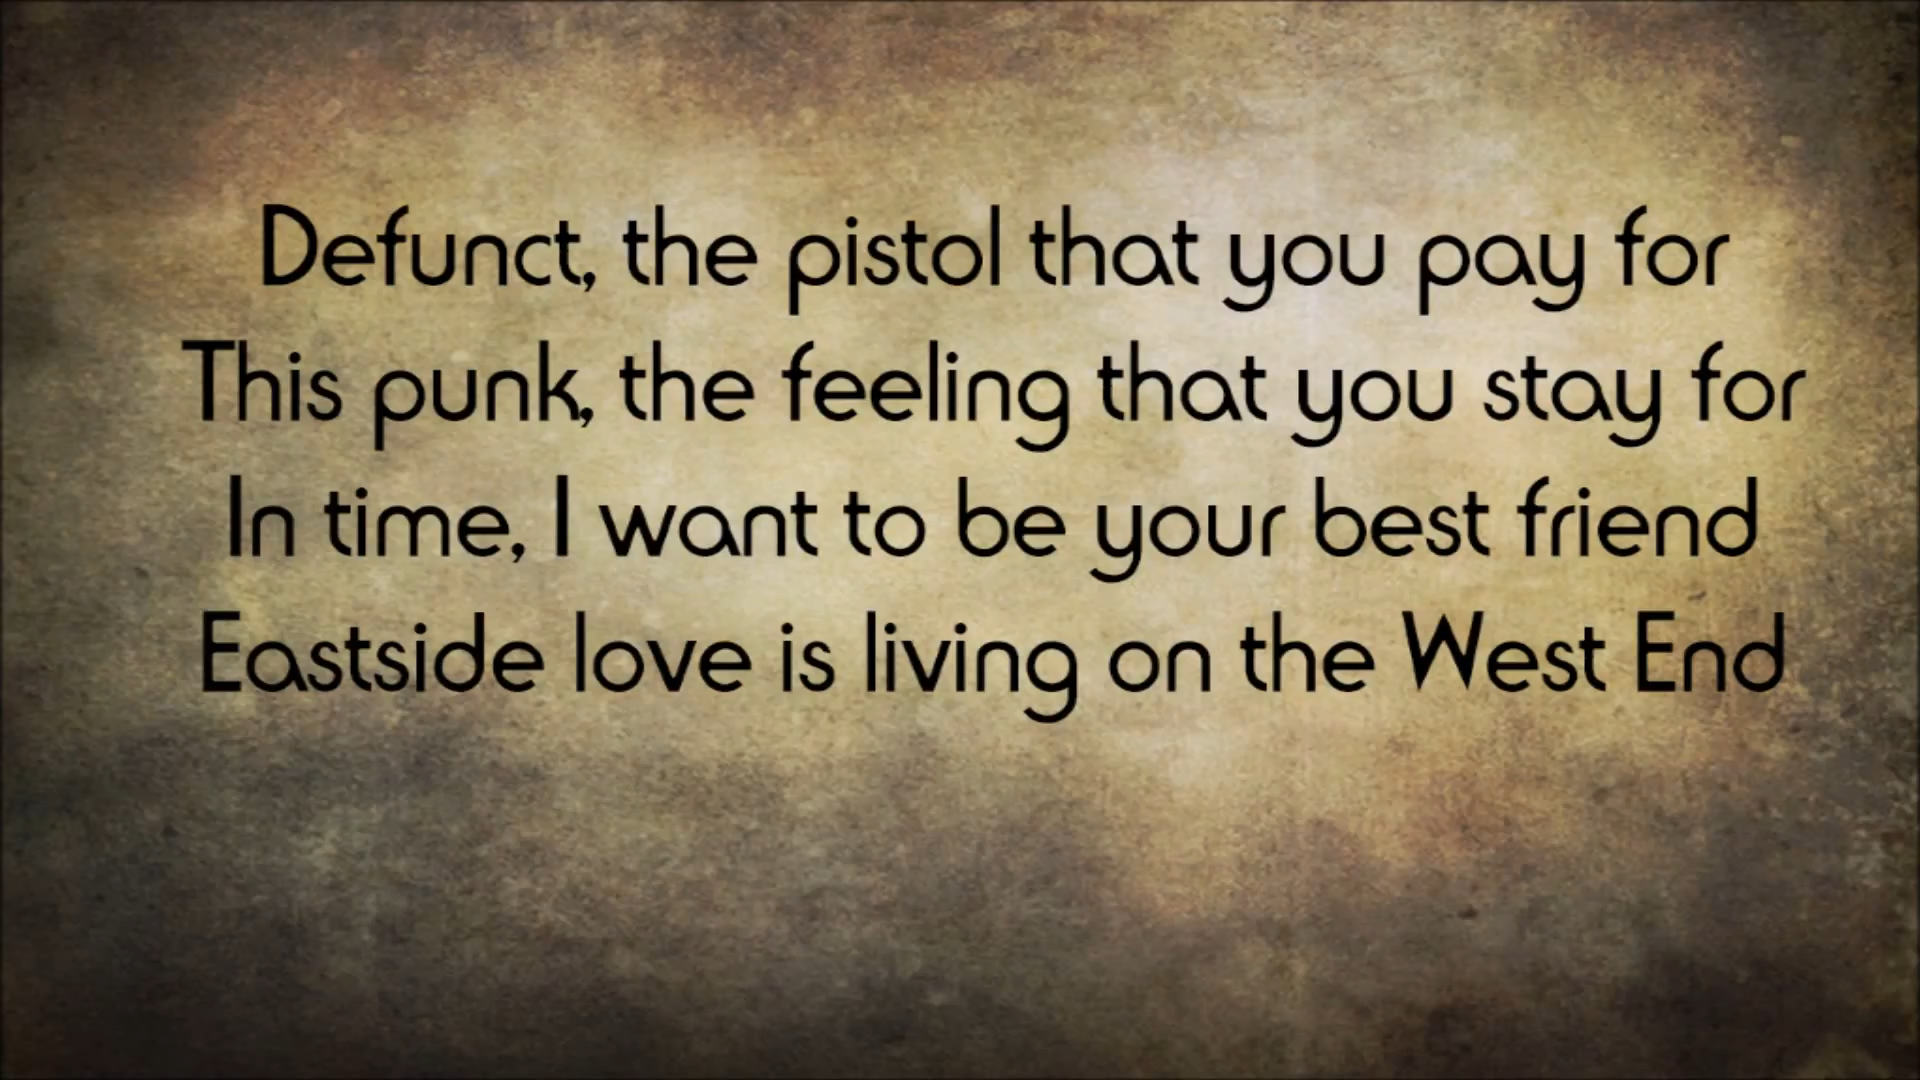 Defunct, the pistol that you pay for
This punk, the feeling that you stay for
In time, I want to be your best friend
Eastside love is living on the West End